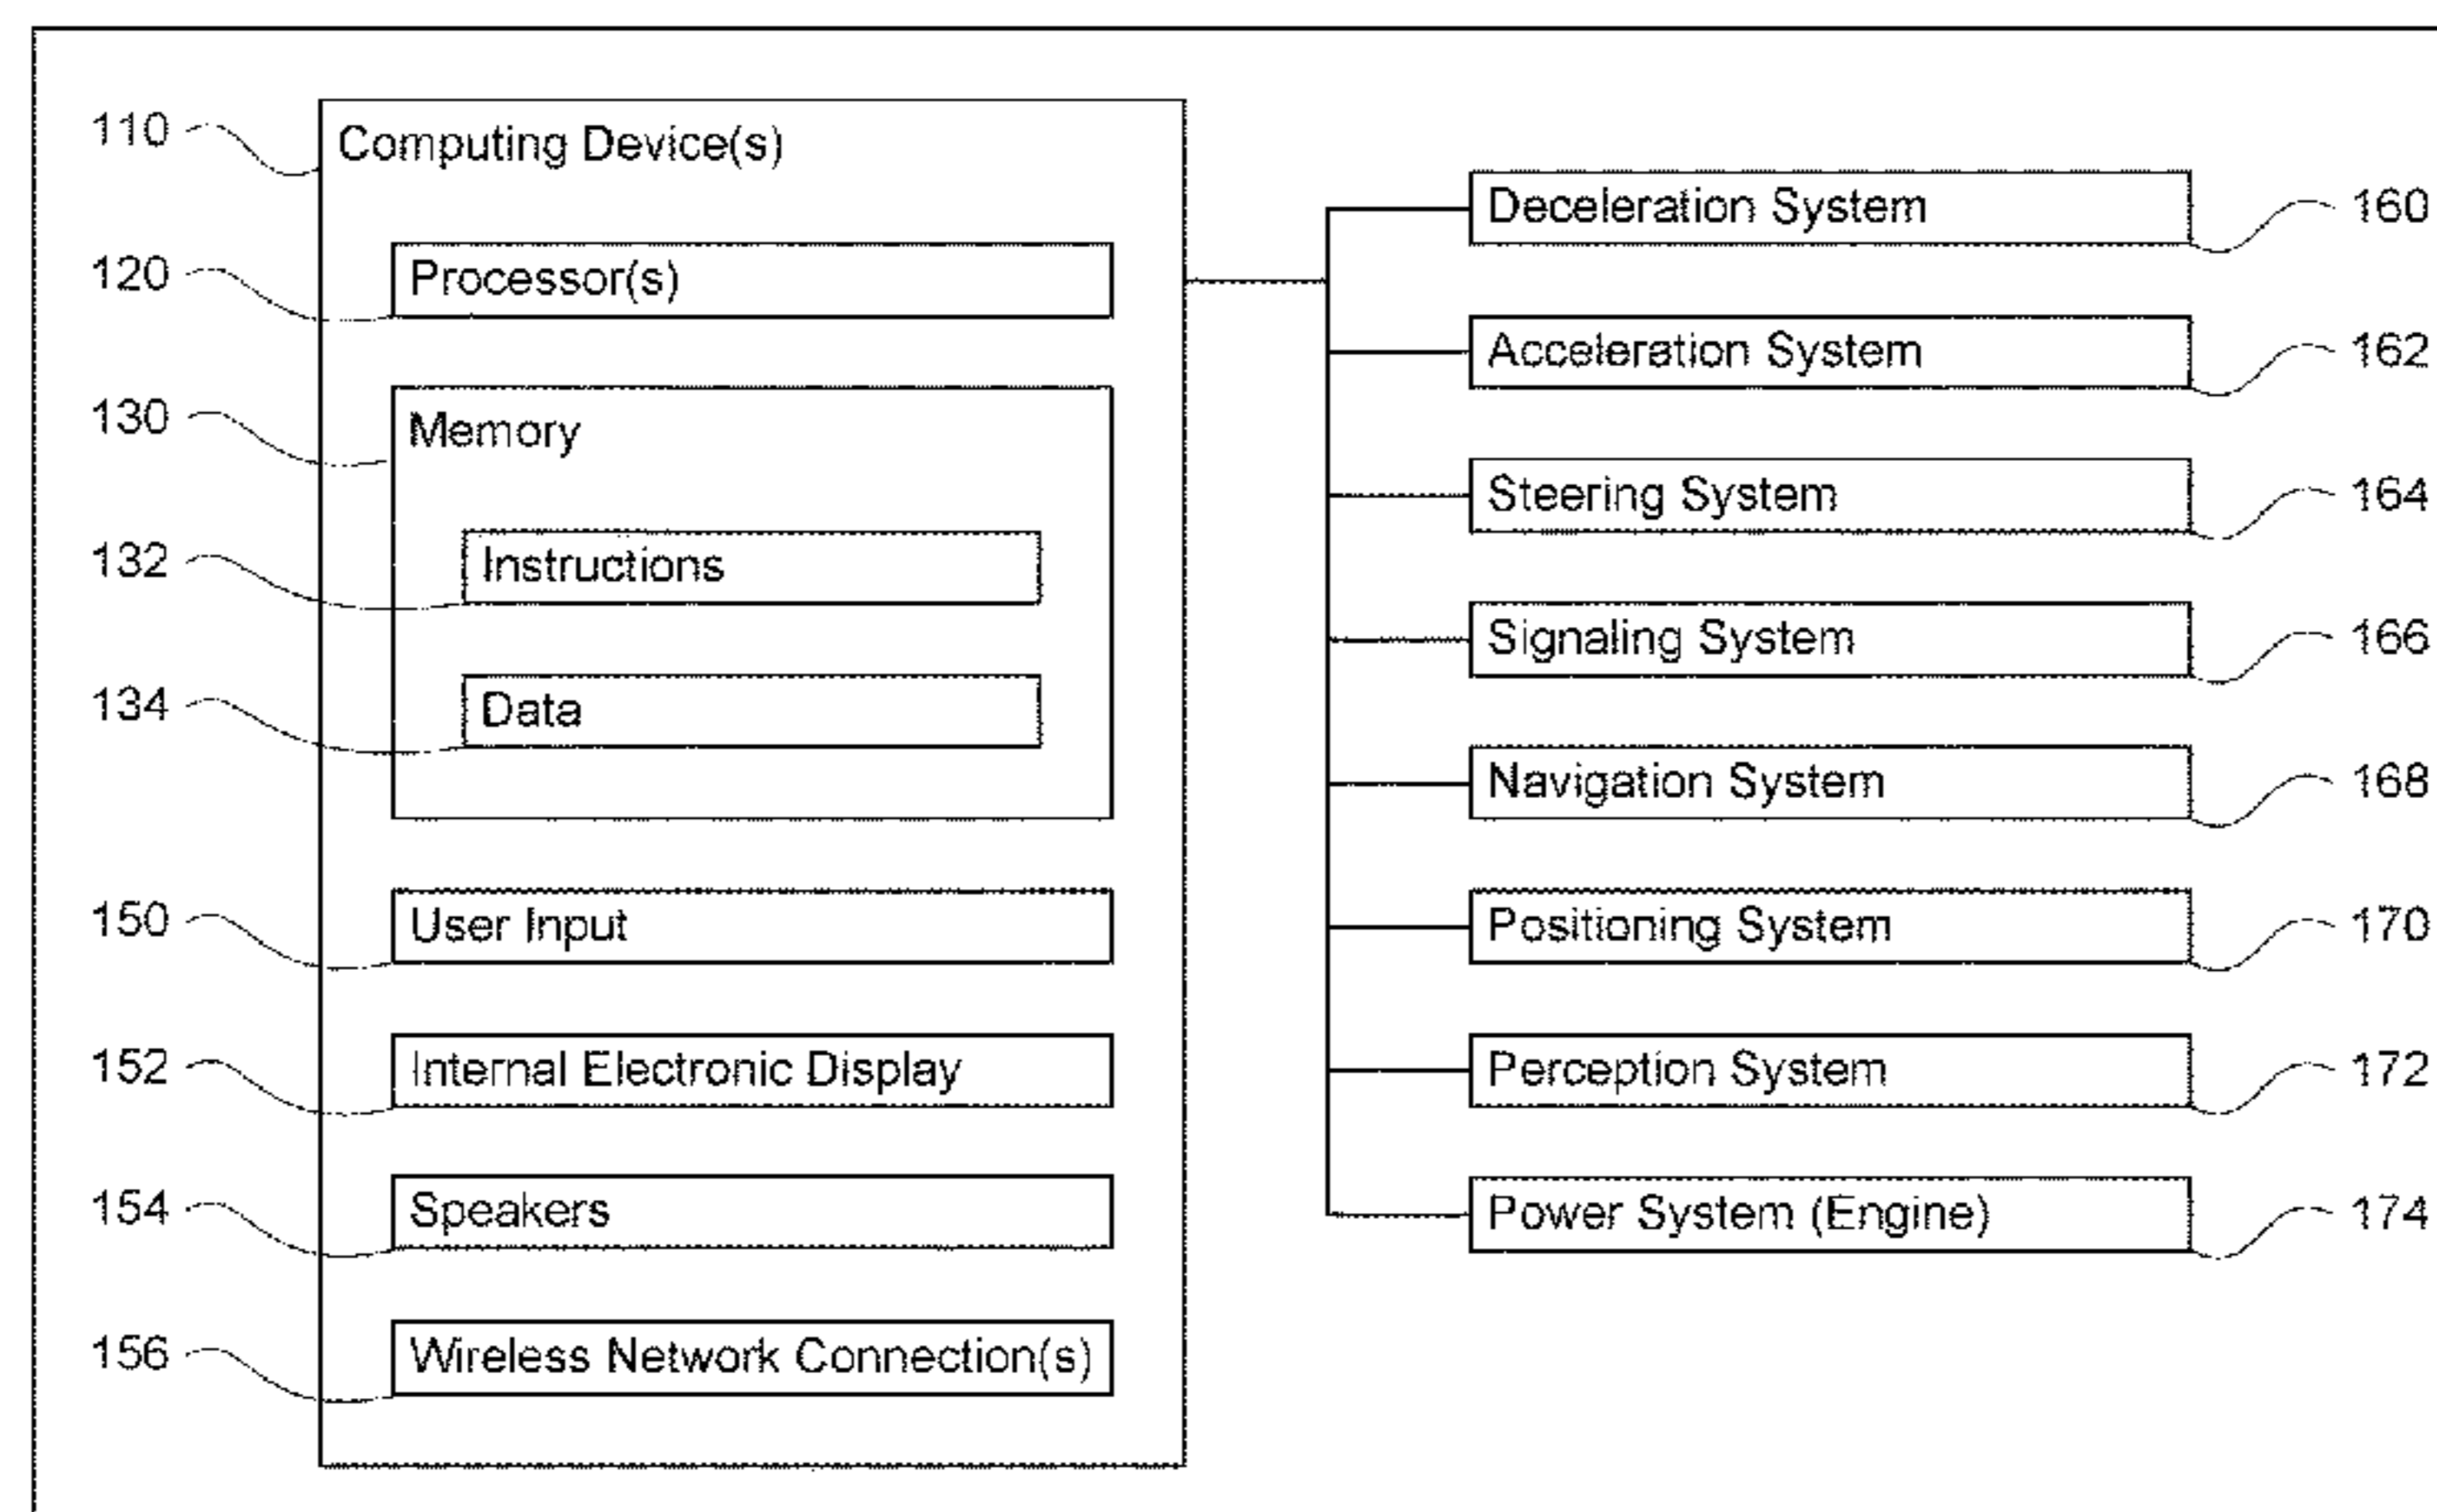 110 Computing Device(s)
120 Processor(s)
130 Memory
132 Instructions
134 Data
150 User Input
152 Internal Electronic Display
154 Speakers
156 Wireless Network Connection(s)
Deceleration System 160
Acceleration System 162
Steering System 164
Signaling System 166
Navigation System 168
Positioning System 170
Perception System 172
Power System (Engine) 174